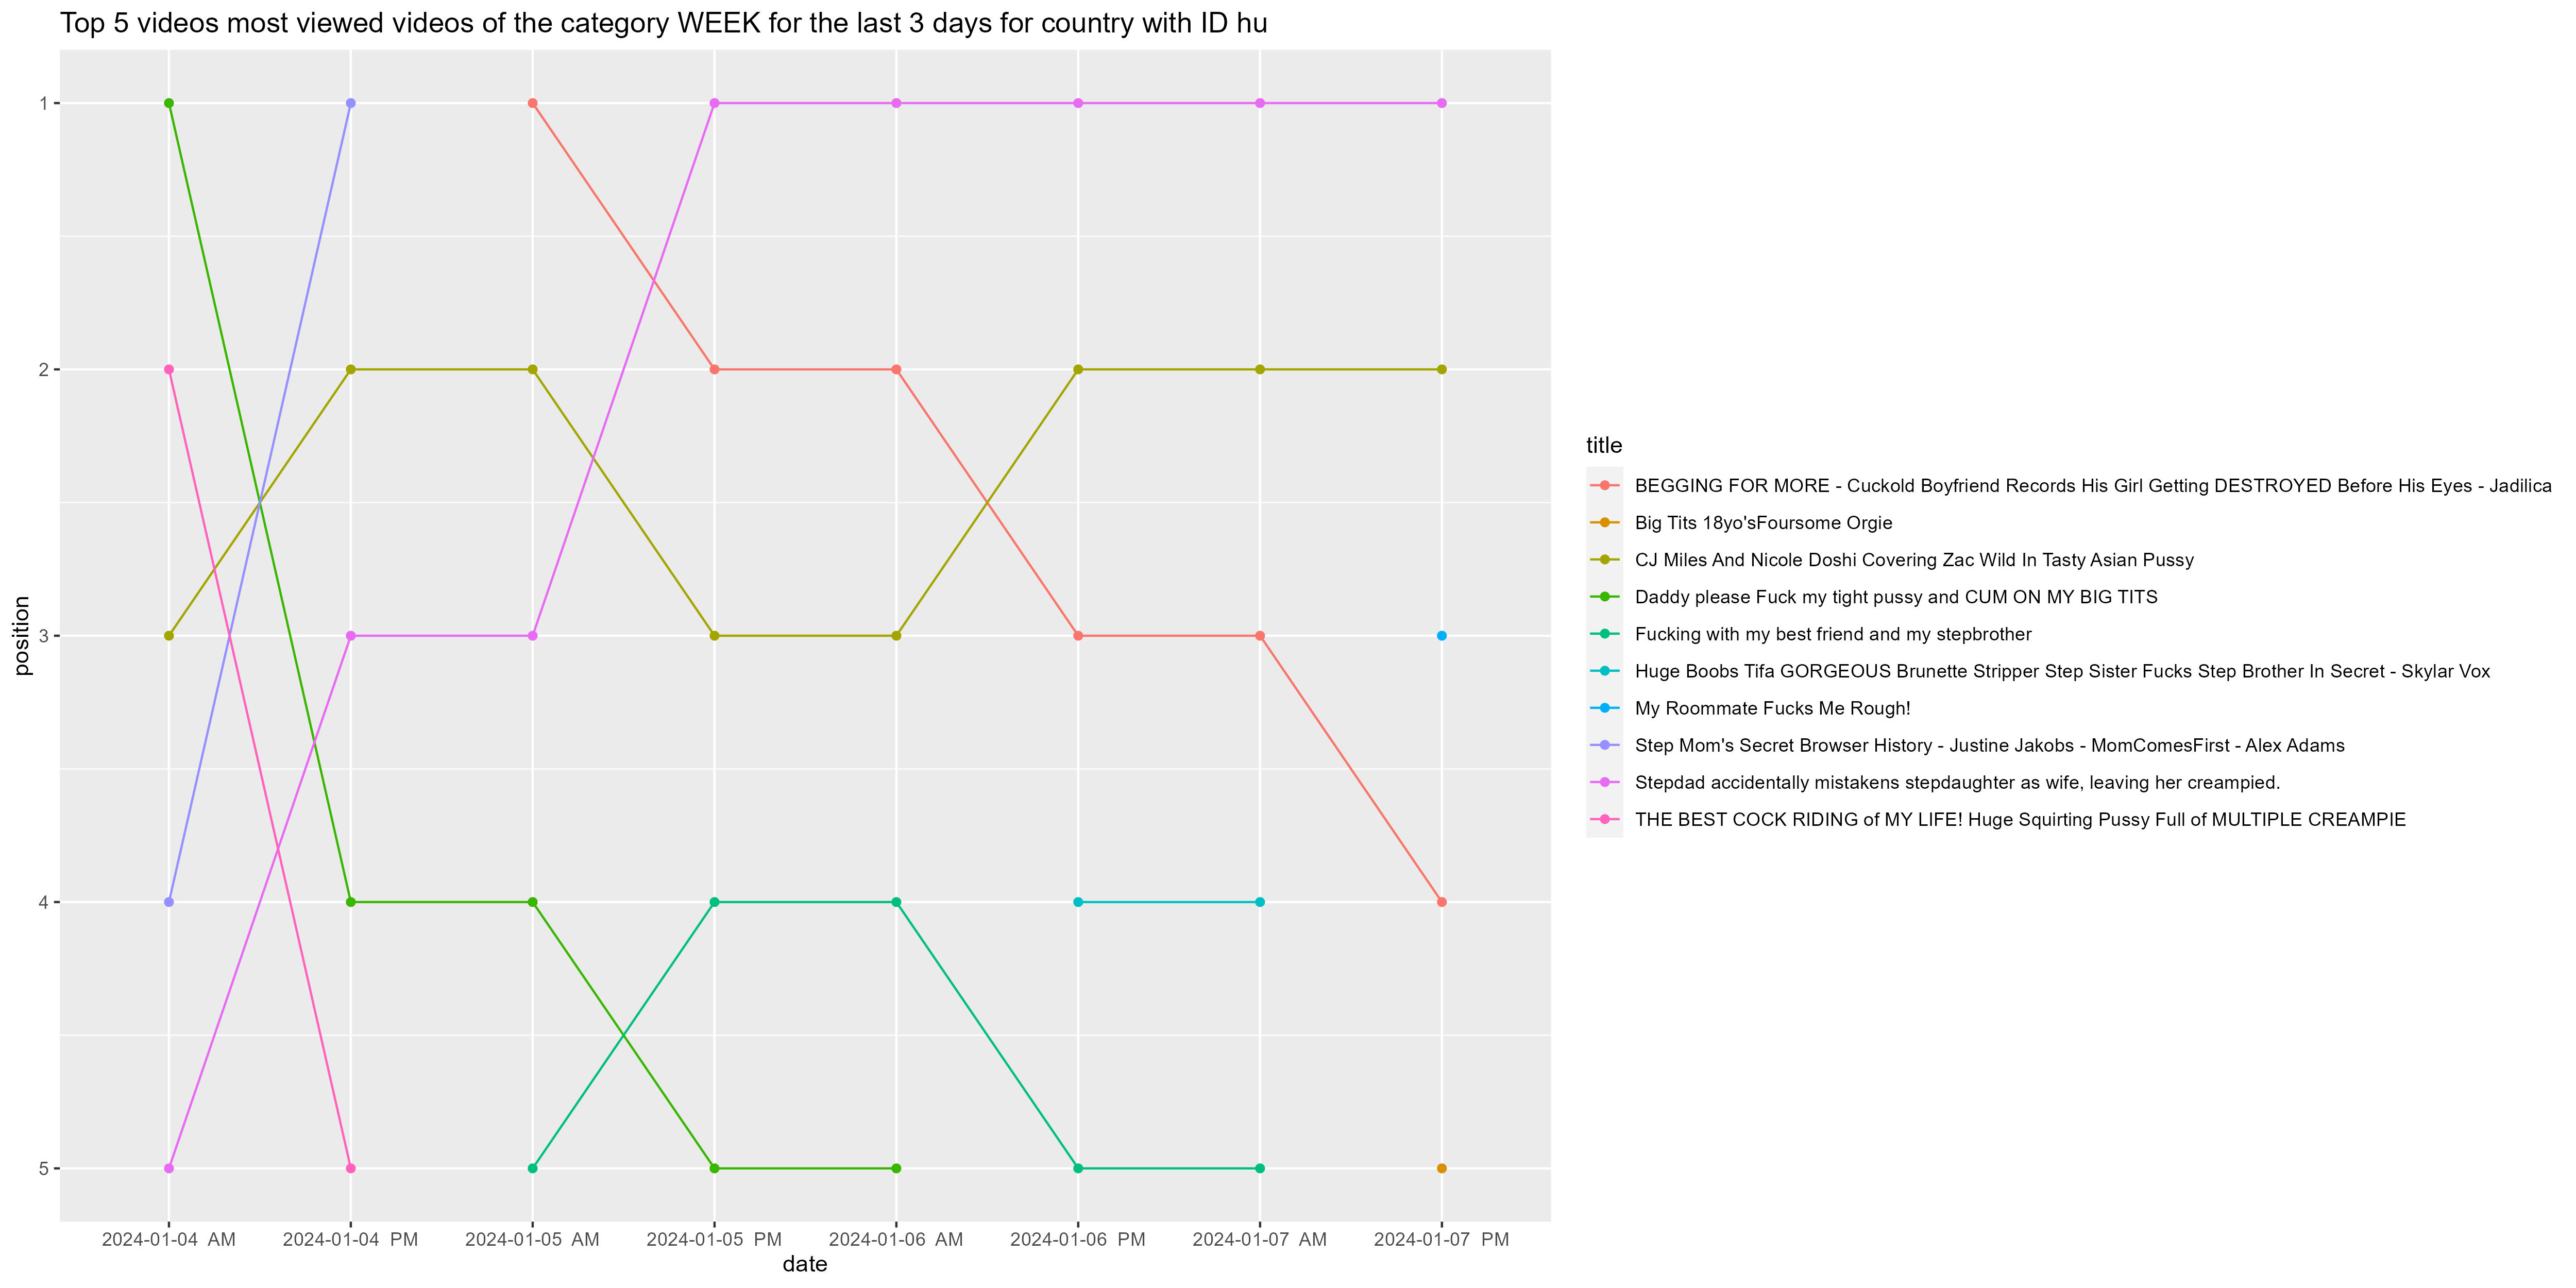 Top 5 videos most viewed videos of the category WEEK for the last 3 days for country with ID hu
position
1
2
3
4
5
2024-01-04 AM
2024-01-04 PM
2024-01-05 AM
2024-01-05 PM
2024-01-06 AM
2024-01-06 PM
2024-01-07 AM
2024-01-07 PM
date
title
BEGGING FOR MORE - Cuckold Boyfriend Records His Girl Getting DESTROYED Before His Eyes - Jadilica
Big Tits 18yo'sFoursome Orgie
CJ Miles And Nicole Doshi Covering Zac Wild In Tasty Asian Pussy
Daddy please Fuck my tight pussy and CUM ON MY BIG TITS
Fucking with my best friend and my stepbrother
Huge Boobs Tifa GORGEOUS Brunette Stripper Step Sister Fucks Step Brother In Secret - Skylar Vox
My Roommate Fucks Me Rough!
Step Mom's Secret Browser History - Justine Jakobs - MomComesFirst - Alex Adams
Stepdad accidentally mistakens stepdaughter as wife, leaving her creampied.
THE BEST COCK RIDING of MY LIFE! Huge Squirting Pussy Full of MULTIPLE CREAMPIE